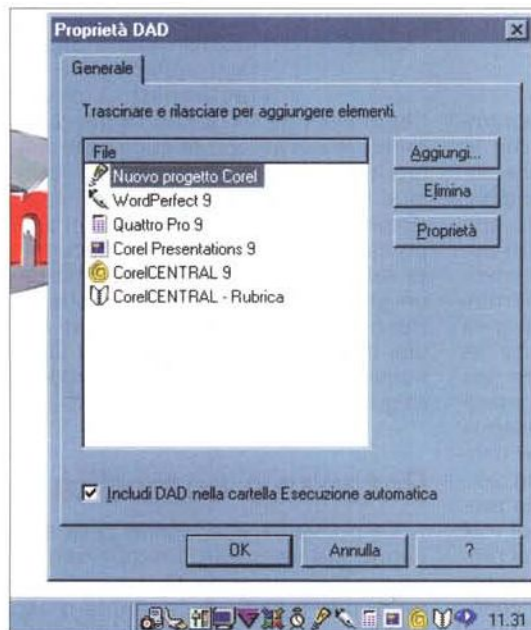 Proprietà DAD
Generale
Trascinare e rilasciare per aggiungere elementi.
File
Nuovo progetto Corel
WordPerfect 9
Quattro Pro 9
Corel Presentations 9
CorelCENTRAL 9
CorelCENTRAL - Rubrica
Aggiungi...
Elimina
Proprietà
Includi DAD nella cartella Esecuzione automatica
OK
Annulla
?
11.31